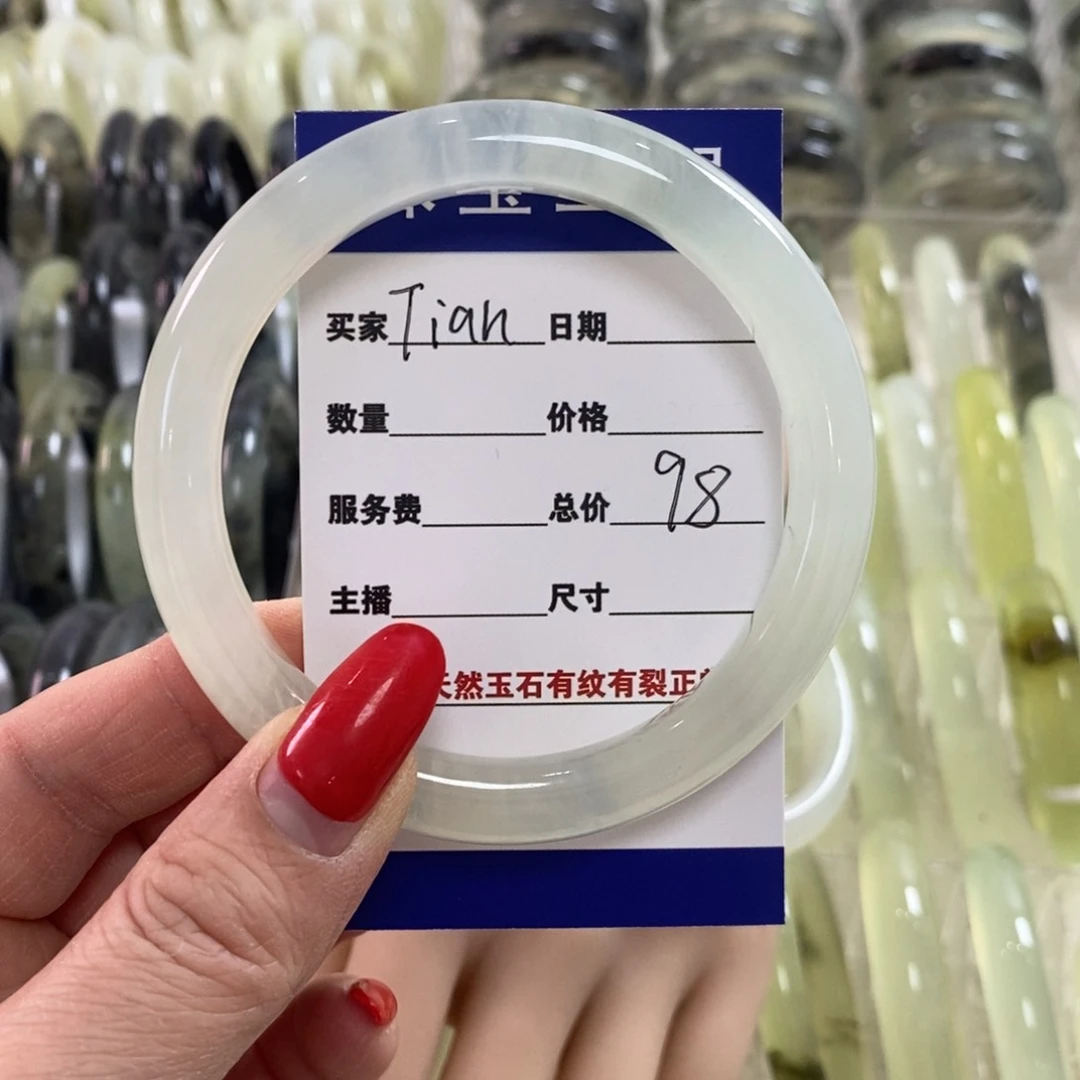 买家 Tian 日期
数量 价格
服务费 总价 98
主播 尺寸
然玉石有纹有裂正